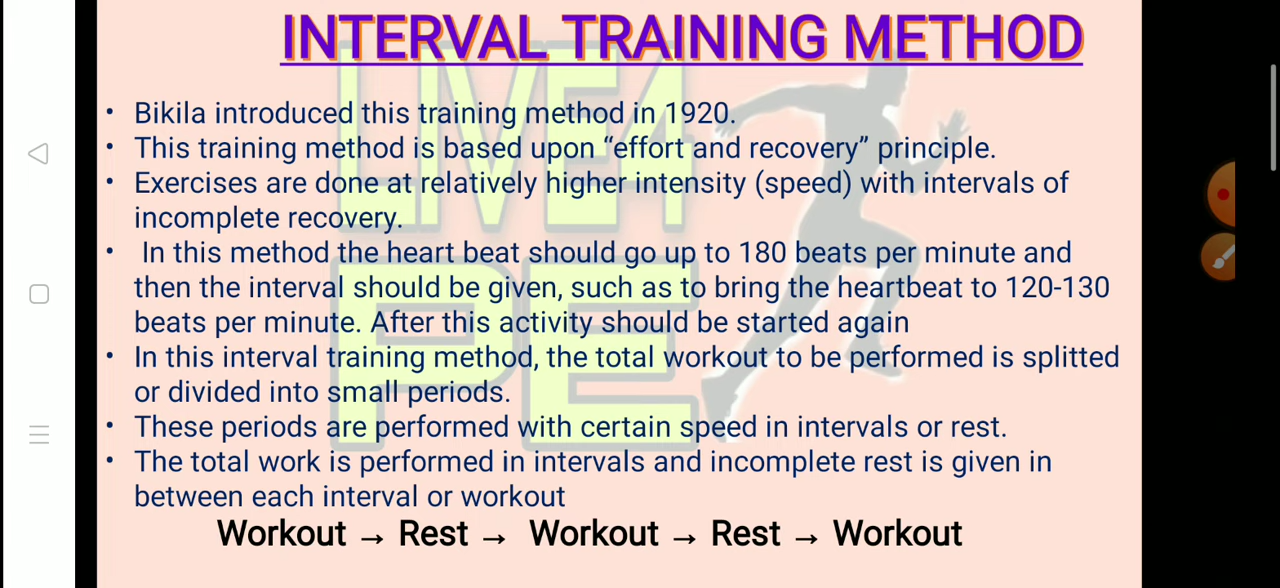 INTERVAL TRAINING METHOD
• Bikila introduced this training method in 1920.
• This training method is based upon “effort and recovery” principle.
• Exercises are done at relatively higher intensity (speed) with intervals of
incomplete recovery.
• In this method the heart beat should go up to 180 beats per minute and
then the interval should be given, such as to bring the heartbeat to 120-130
beats per minute. After this activity should be started again
• In this interval training method, the total workout to be performed is splitted
or divided into small periods.
• These periods are performed with certain speed in intervals or rest.
• The total work is performed in intervals and incomplete rest is given in
between each interval or workout
Workout → Rest → Workout → Rest → Workout
LIVE4
PE